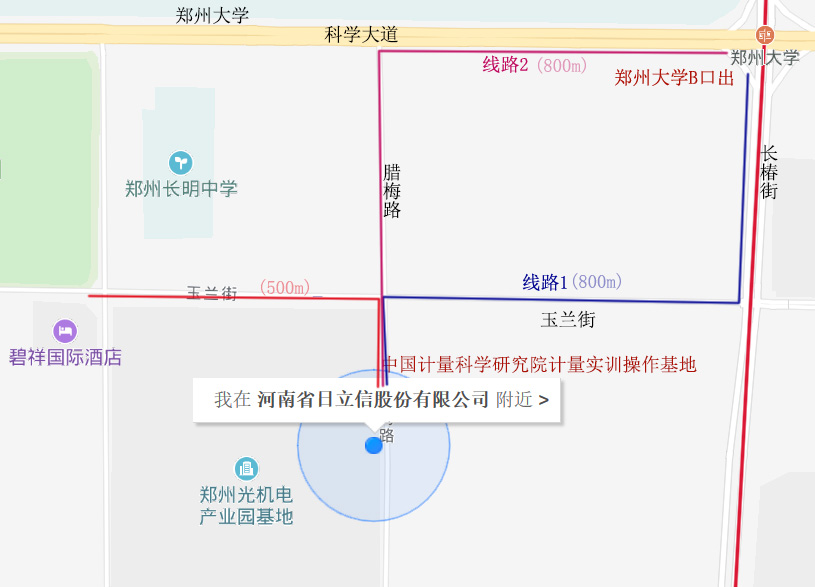 郑州大学
科学大道
线路2 (800m)
郑州大学
郑州大学B口出
长椿街
郑州长明中学
腊梅路
玉兰街
(500m)
线路1(800m)
玉兰街
碧祥国际酒店
中国计量科学研究院计量实训操作基地
我在 河南省日立信股份有限公司 附近 >
路
郑州光机电
产业园基地